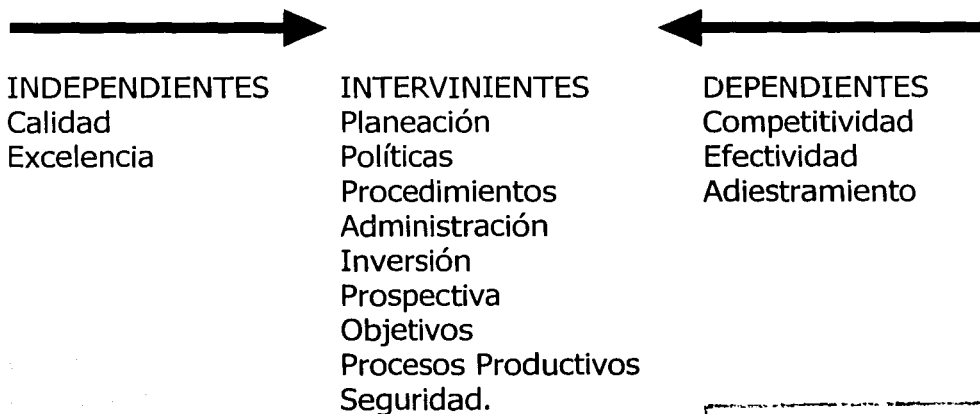 INDEPENDIENTES
Calidad
Excelencia
INTERVINIENTES
Planeación
Políticas
Procedimientos
Administración
Inversión
Prospectiva
Objetivos
Procesos Productivos
Seguridad.
DEPENDIENTES
Competitividad
Efectividad
Adiestramiento